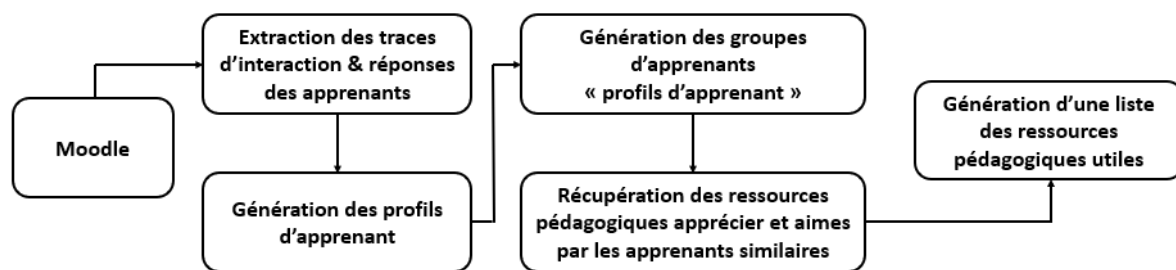 Moodle
Extraction des traces
d'interaction & réponses
des apprenants
Génération des profils
d'apprenant
Génération des groupes
d'apprenants
« profils d'apprenant »
Récupération des ressources
pédagogiques apprécier et aimes
par les apprenants similaires
Génération d'une liste
des ressources
pédagogiques utiles